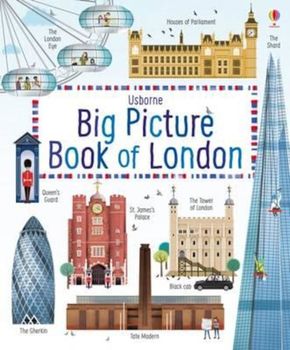 The
London
Eye
Houses of Parliament
USBORNE
The
Shard
Usborne
Big Picture
Book of London
Queen's
Guard
St. James's
Palace
The Tower
of London
Black cab
The Gherkin
Tate Modern